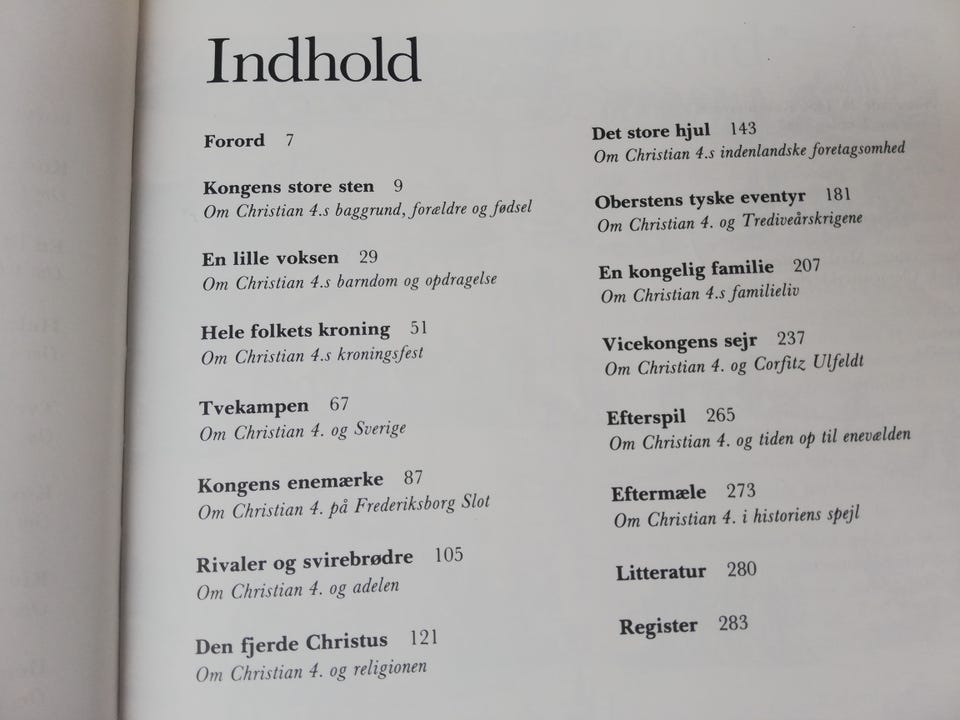 Indhold
Forord 7
Kongens store sten 9
Om Christian 4.s baggrund, forældre og fødsel
En lille voksen 29
Om Christian 4.s barndom og opdragelse
Hele folkets kroning 51
Om Christian 4.s kroningsfest
Tvekampen 67
Om Christian 4. og Sverige
Kongens enemærke 87
Om Christian 4. på Frederiksborg Slot
Rivaler og svirebrødre 105
Om Christian 4. og adelen
Den fjerde Christus 121
Om Christian 4. og religionen
Det store hjul 143
Om Christian 4.s indenlandske foretagsomhed
Oberstens tyske eventyr 181
Om Christian 4. og Trediveårskrigene
En kongelig familie 207
Om Christian 4.s familieliv
Vicekongens sejr 237
Om Christian 4. og Corfitz Ulfeldt
Efterspil 265
Om Christian 4. og tiden op til enevælden
Eftermæle 273
Om Christian 4. i historiens spejl
Litteratur 280
Register 283